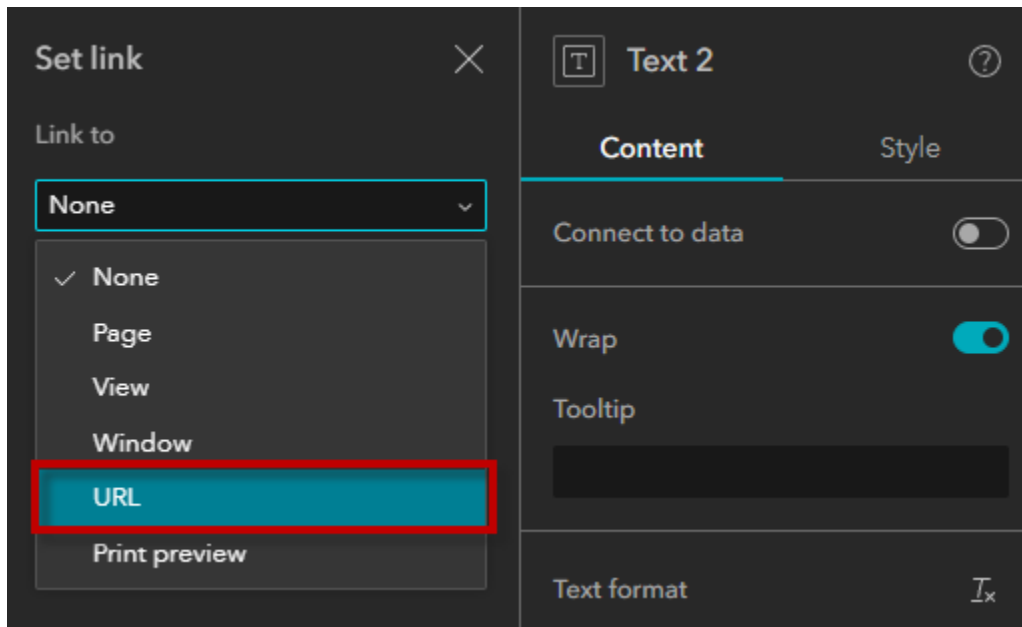 Set link
Link to
None
None
Page
View
Window
URL
Print preview
T Text 2
?
Content Style
Connect to data
Wrap
Tooltip
Text format